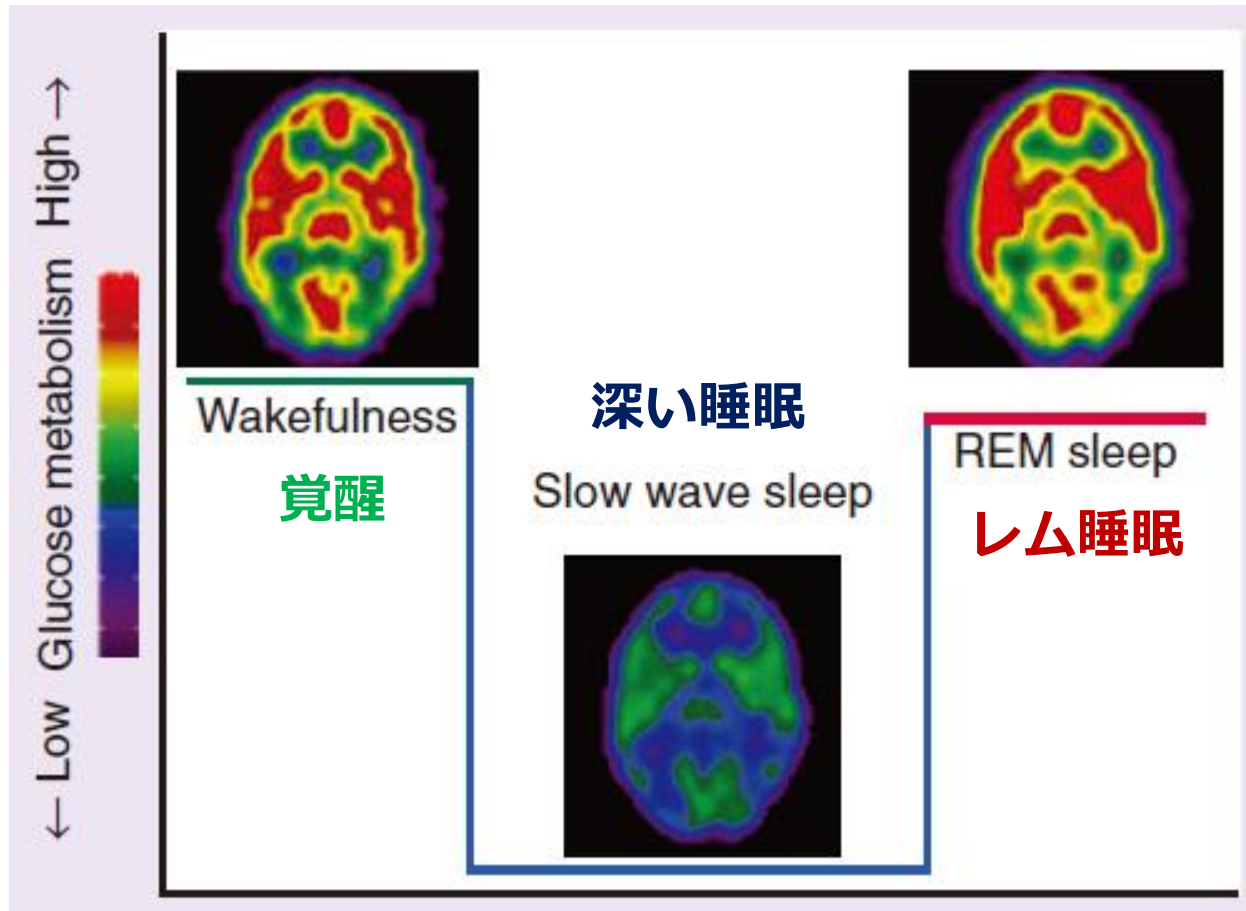 ← Low Glucose metabolism High →
Wakefulness
覚醒
深い睡眠
Slow wave sleep
REM sleep
レム睡眠